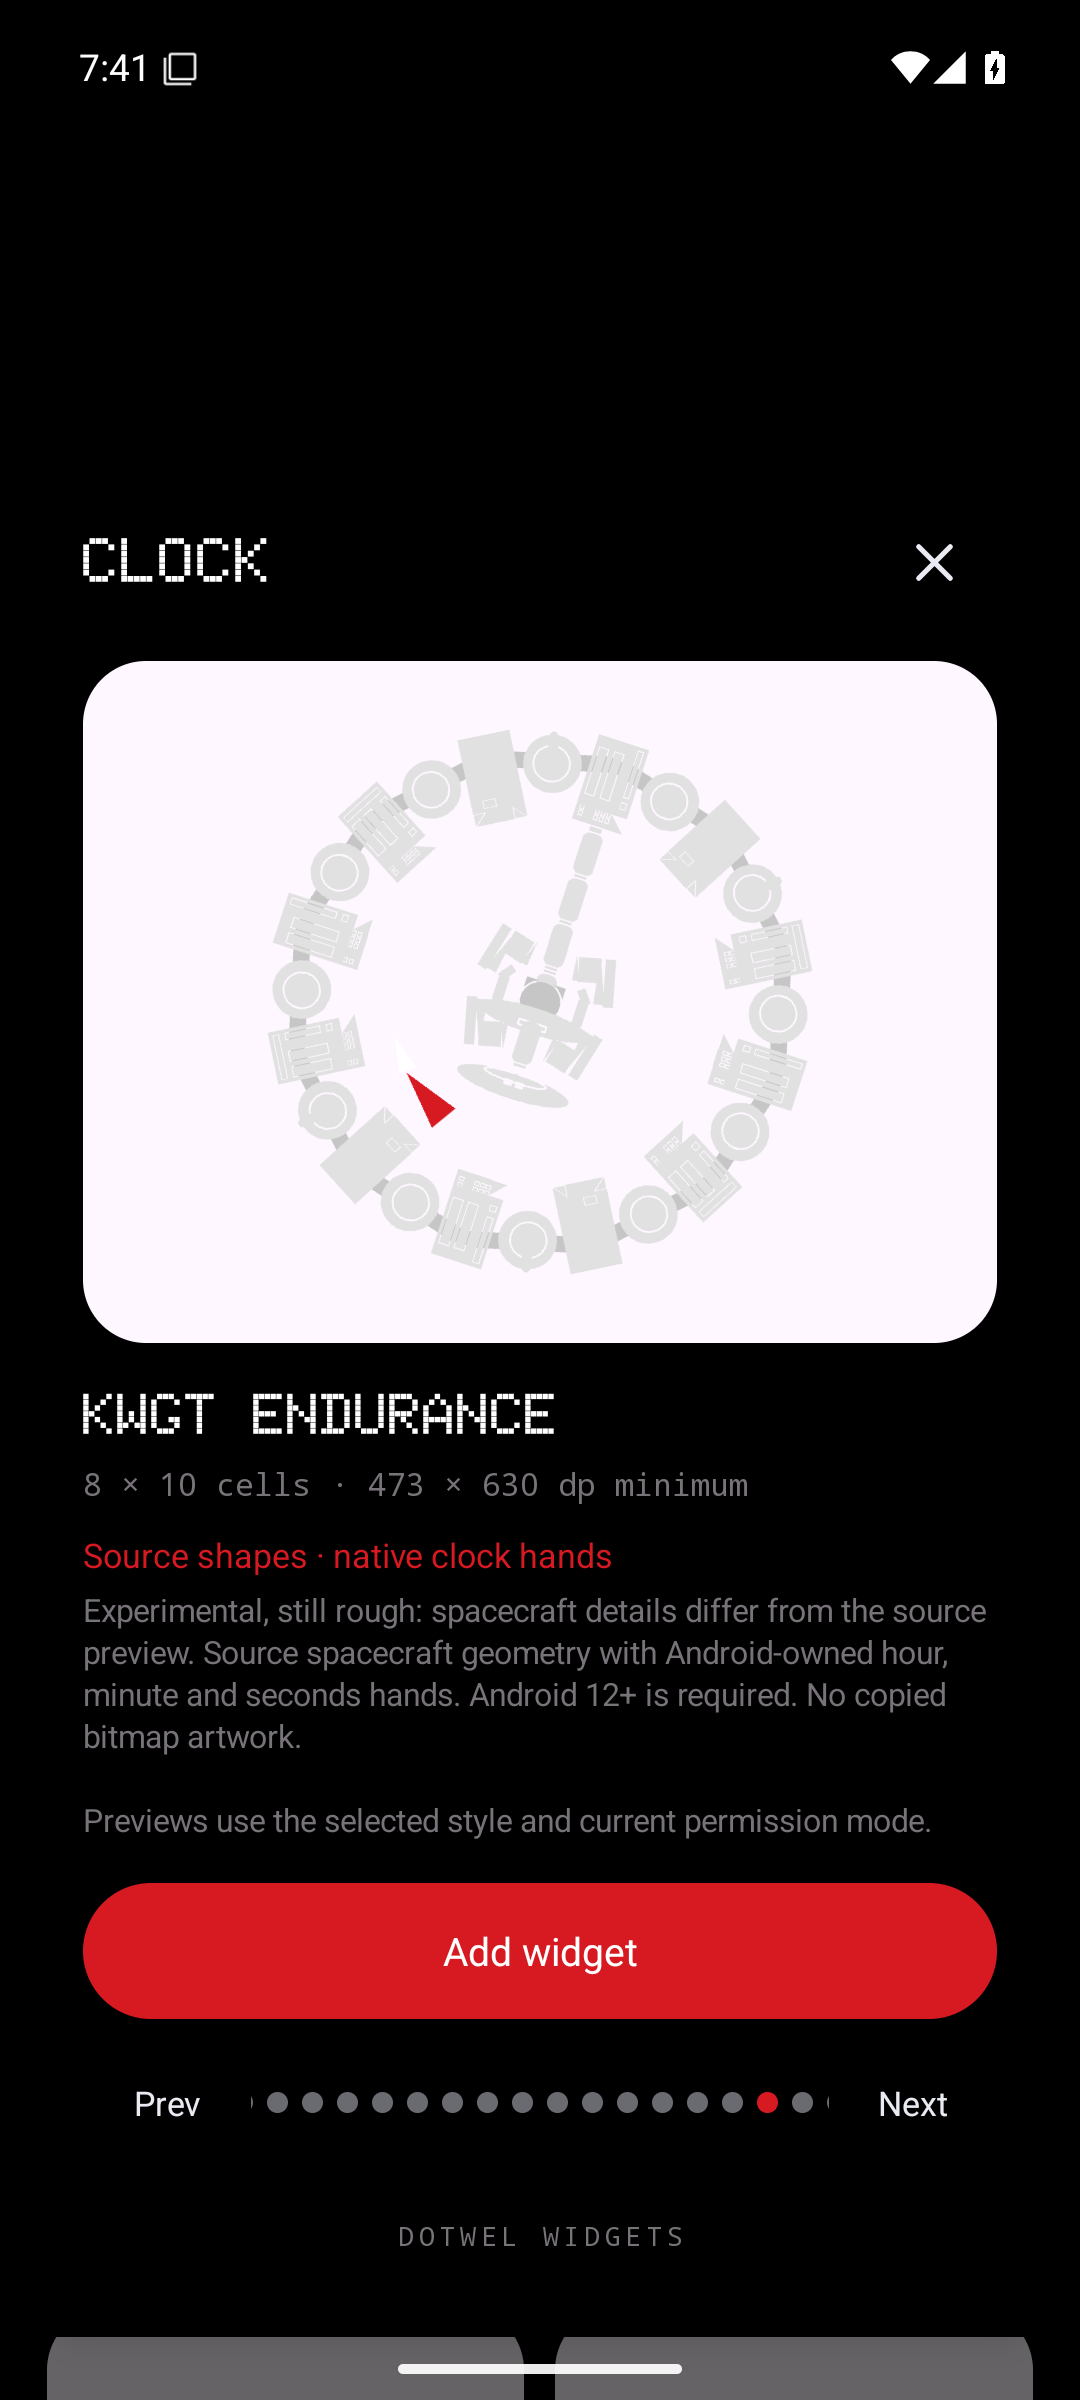 7:41
CLOCK
KWGT ENDURANCE
8 × 10 cells · 473 × 630 dp minimum
Source shapes · native clock hands
Experimental, still rough: spacecraft details differ from the source
preview. Source spacecraft geometry with Android-owned hour,
minute and seconds hands. Android 12+ is required. No copied
bitmap artwork.
Previews use the selected style and current permission mode.
Add widget
Prev
Next
DOTWEL WIDGETS